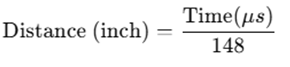 Distance (inch) = Time(μs) / 148